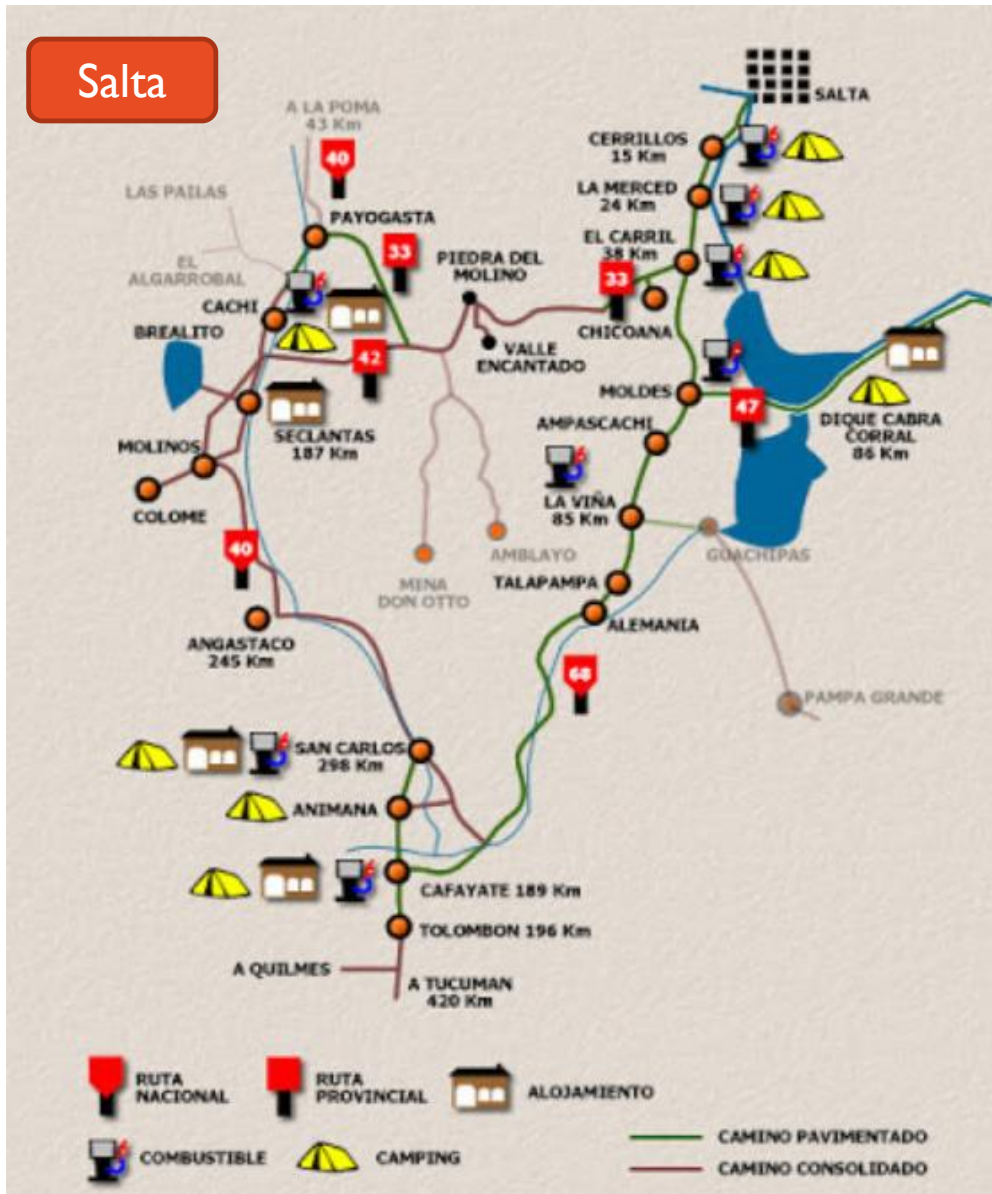 Salta
SALTA
A LA POMA
43 Km
40
CERRILLOS
15 Km
LAS PAILAS
LA MERCED
24 Km
PAYOGASTA
33
EL CARRIL
38 Km
PIEDRA DEL
MOLINO
EL
ALGARROBAL
33
CACHI
CHICOANA
BREALITO
VALLE
ENCANTADO
42
MOLDES
47
SECLANTAS
187 Km
AMPASCACHI
DIQUE CABRA
CORRAL
86 Km
MOLINOS
COLOME
LA VIÑA
85 Km
GUACHIPAS
40
AMBLAYO
MINA
DON OTTO
TALAPAMPA
ALEMANIA
ANGASTACO
245 Km
68
PAMPA GRANDE
SAN CARLOS
298 Km
ANIMANA
CAFAYATE 189 Km
TOLOMBON 196 Km
A QUILMES
A TUCUMAN
420 Km
RUTA
NACIONAL
RUTA
PROVINCIAL
ALOJAMIENTO
COMBUSTIBLE
CAMPING
CAMINO PAVIMENTADO
CAMINO CONSOLIDADO